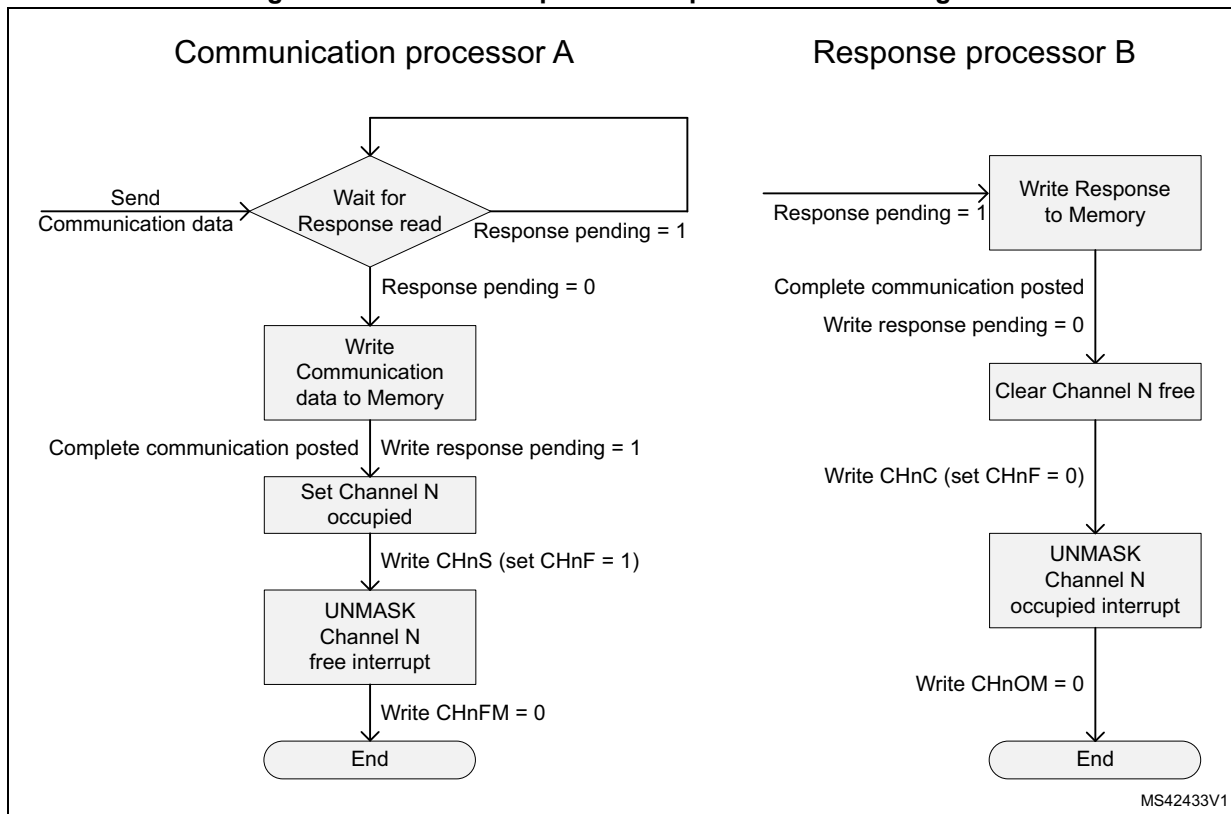 Communication processor A
Send
Communication data
Wait for
Response read
Response pending = 1
Response pending = 0
Write
Communication
data to Memory
Complete communication posted
Write response pending = 1
Set Channel N
occupied
Write CHnS (set CHnF = 1)
UNMASK
Channel N
free interrupt
Write CHnFM = 0
End
Response processor B
Response pending = 1
Write Response
to Memory
Complete communication posted
Write response pending = 0
Clear Channel N free
Write CHnC (set CHnF = 0)
UNMASK
Channel N
occupied interrupt
Write CHnOM = 0
End
MS42433V1